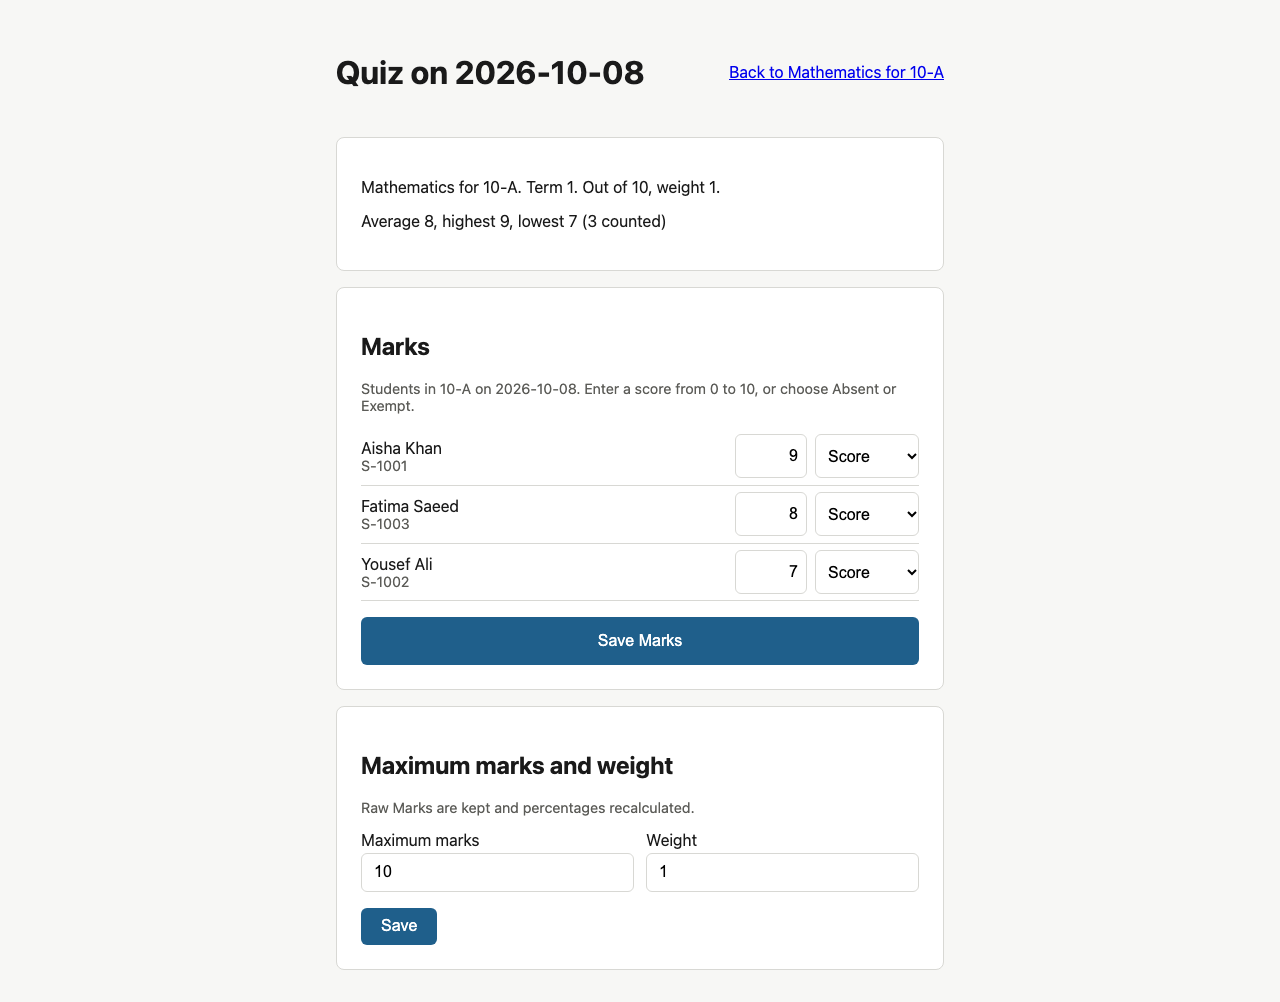 Quiz on 2026-10-08
Back to Mathematics for 10-A
Mathematics for 10-A. Term 1. Out of 10, weight 1.
Average 8, highest 9, lowest 7 (3 counted)
Marks
Students in 10-A on 2026-10-08. Enter a score from 0 to 10, or choose Absent or
Exempt.
Aisha Khan
S-1001
9
Score
Fatima Saeed
S-1003
8
Score
Yousef Ali
S-1002
7
Score
Save Marks
Maximum marks and weight
Raw Marks are kept and percentages recalculated.
Maximum marks
Weight
10
1
Save